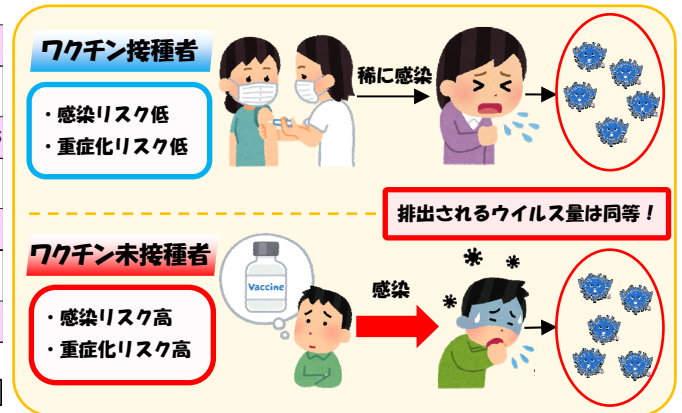 ワクチン接種者
・感染リスク低
・重症化リスク低
稀に感染
排出されるウイルス量は同等！
ワクチン未接種者
・感染リスク高
・重症化リスク高
Vaccine
感染